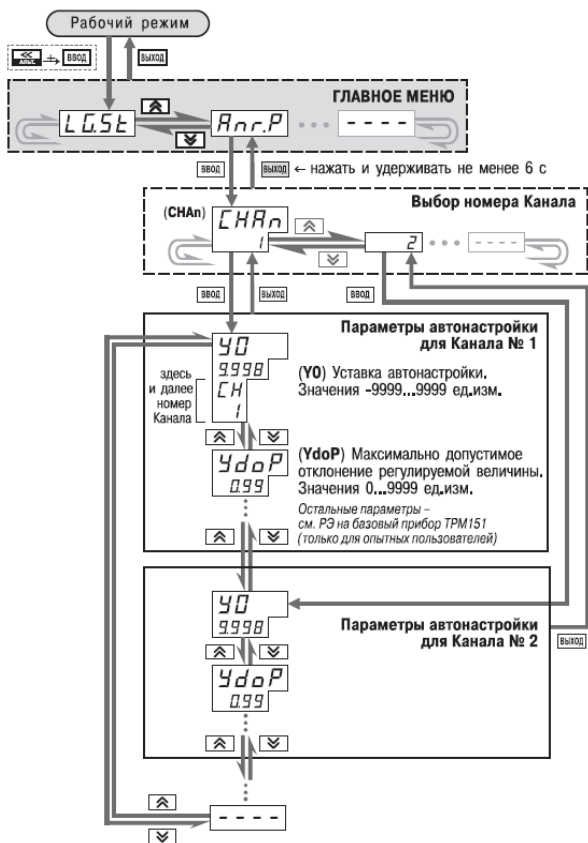 Рабочий режим
≪ АЛЬТ. + ВВОД
ВЫХОД
ГЛАВНОЕ МЕНЮ
LG.St
Anr.P
- - - -
ВВОД
ВЫХОД ← нажать и удерживать не менее 6 с
Выбор номера Канала
(CHAn)
CHAn
1
2
- - - -
ВВОД
ВЫХОД
ВВОД
Параметры автонастройки
для Канала № 1
Y0
9.998
CH
1
здесь
и далее
номер
Канала
(Y0) Уставка автонастройки.
Значения -9999...9999 ед.изм.
YdoP
0.99
(YdoP) Максимально допустимое
отклонение регулируемой величины.
Значения 0...9999 ед.изм.
Остальные параметры –
см. РЭ на базовый прибор ТРМ151
(только для опытных пользователей)
Y0
9.998
Параметры автонастройки
для Канала № 2
ВЫХОД
YdoP
0.99
- - - -